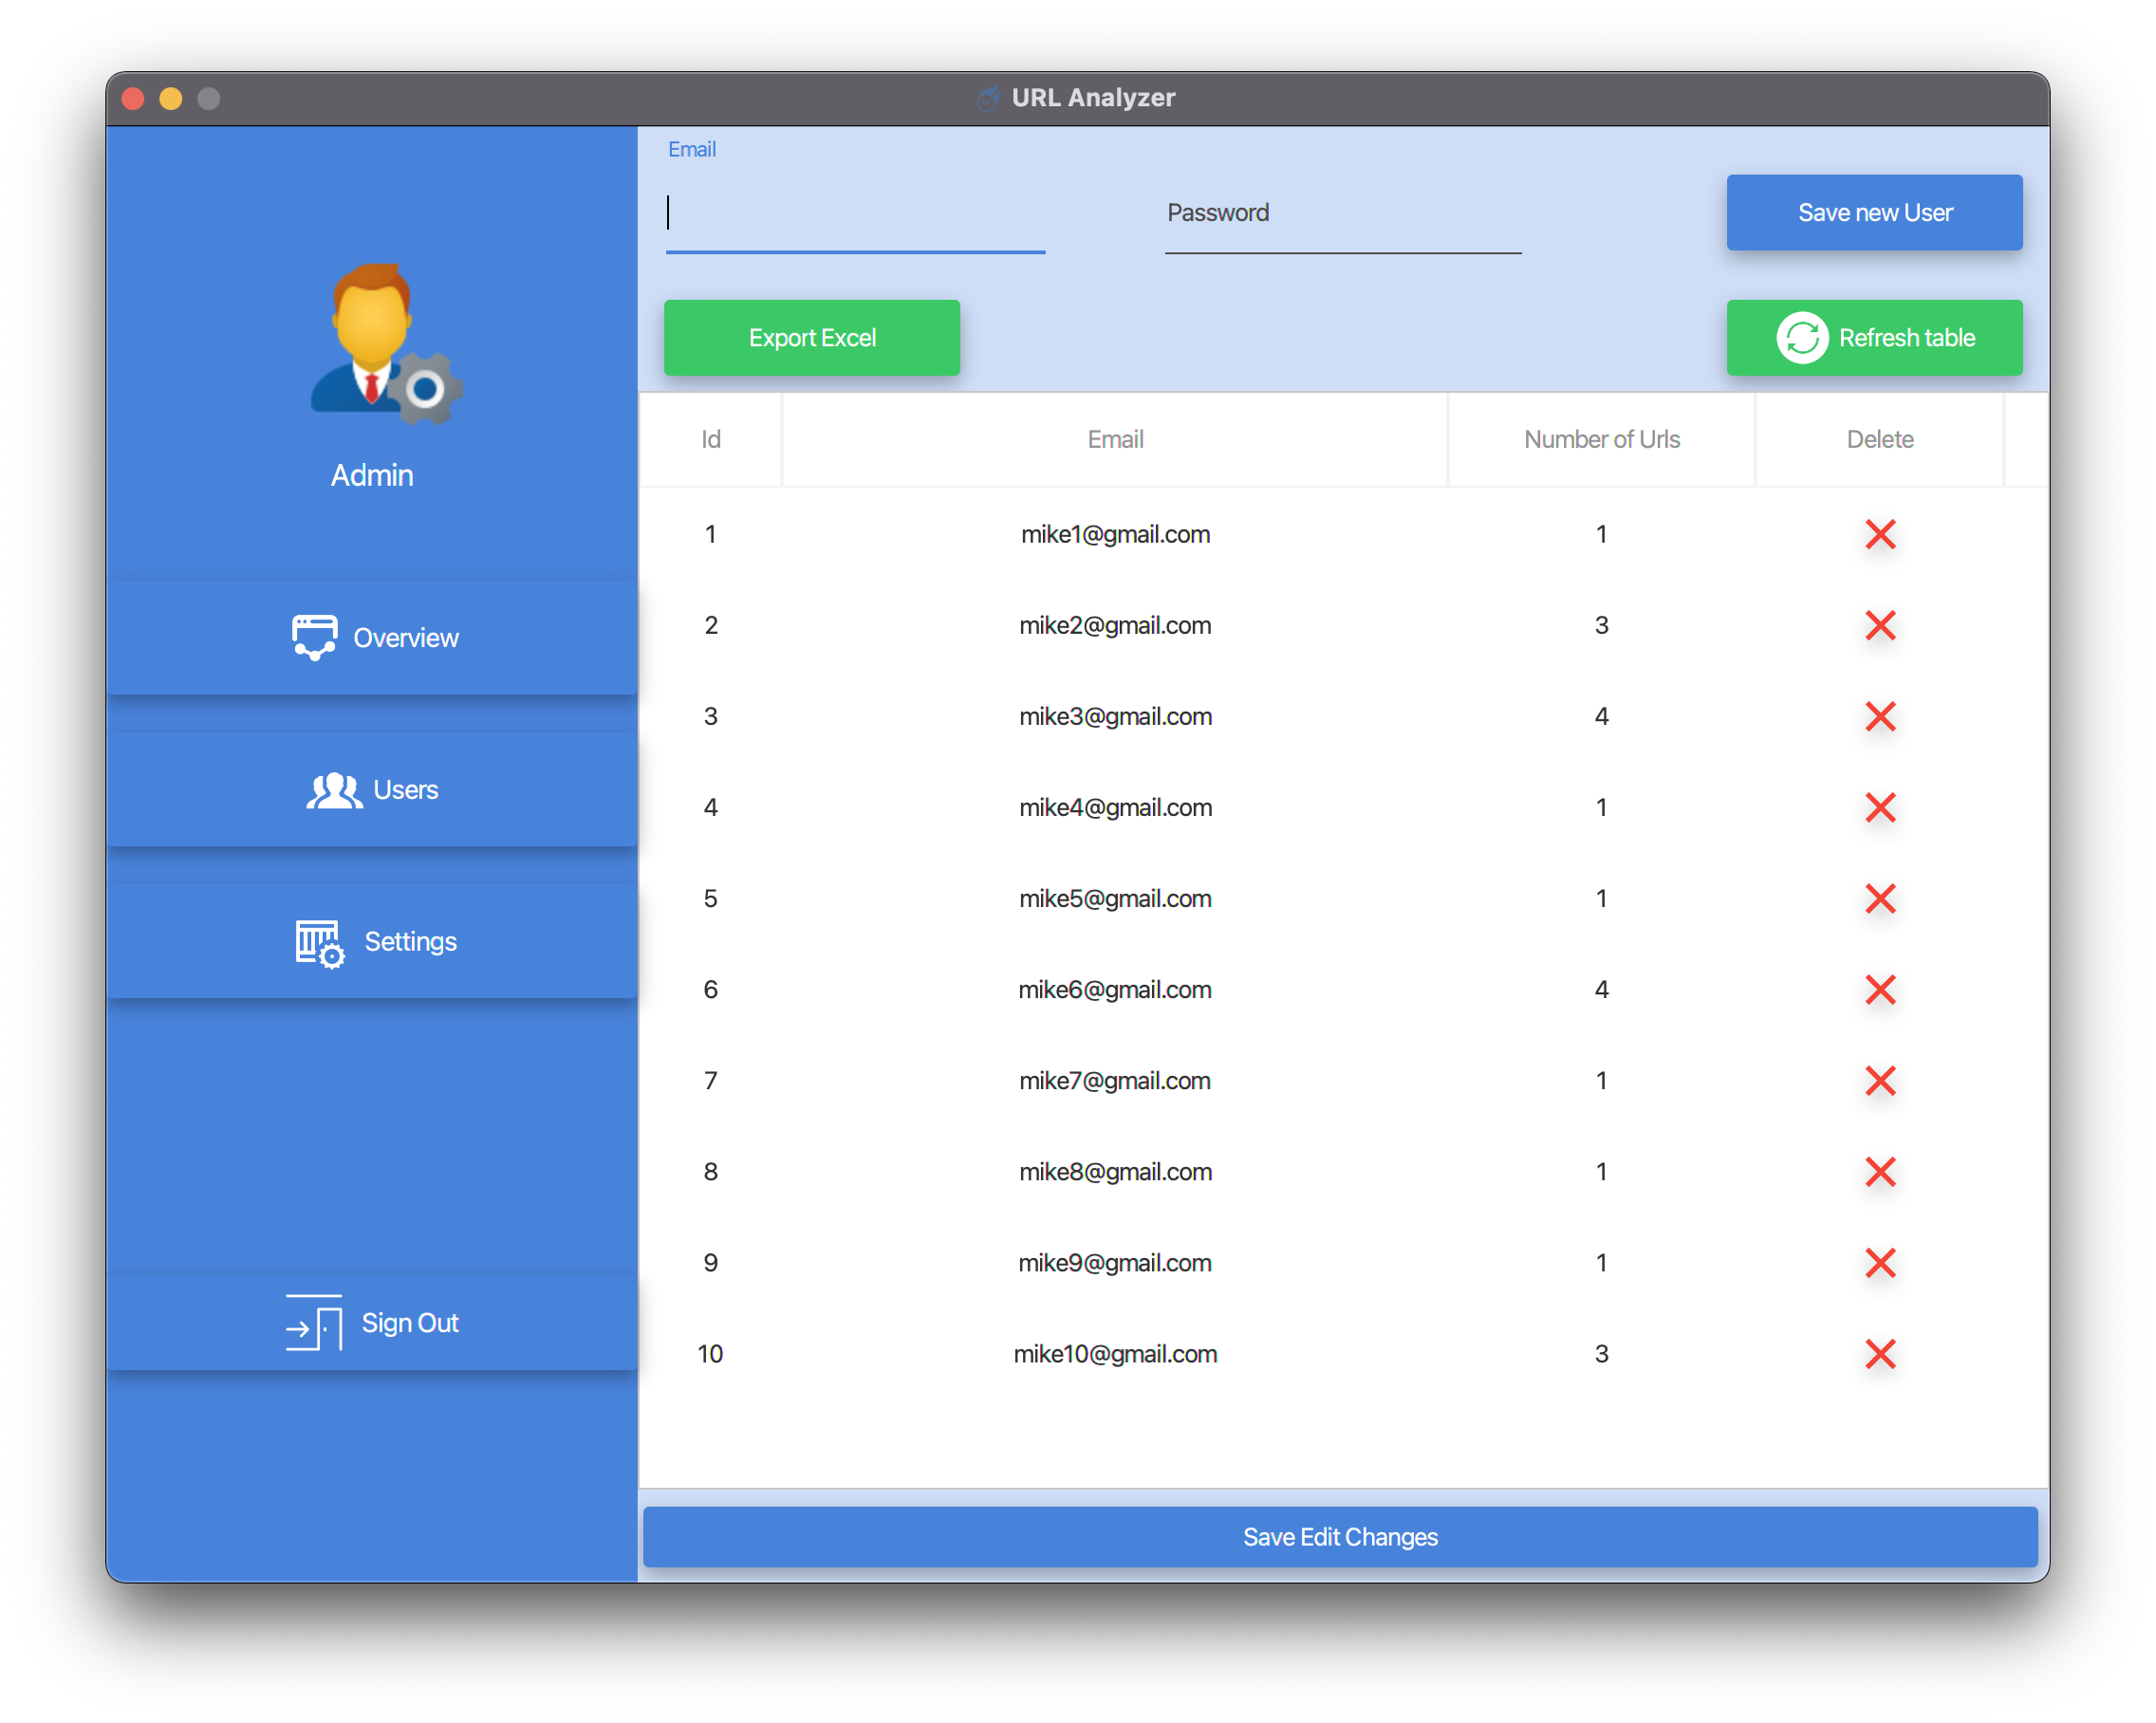 URL Analyzer
Admin
Overview
Users
Settings
Sign Out
Email
Password
Save new User
Export Excel
Refresh table
Id Email Number of Urls Delete
1 mike1@gmail.com 1
2 mike2@gmail.com 3
3 mike3@gmail.com 4
4 mike4@gmail.com 1
5 mike5@gmail.com 1
6 mike6@gmail.com 4
7 mike7@gmail.com 1
8 mike8@gmail.com 1
9 mike9@gmail.com 1
10 mike10@gmail.com 3
Save Edit Changes